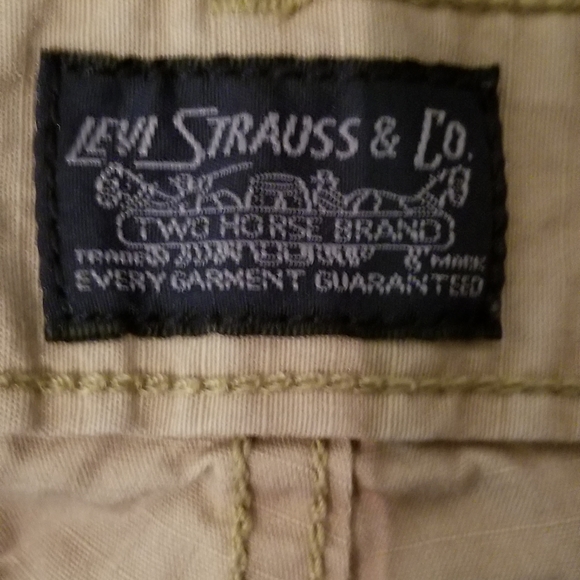 LEVI STRAUSS & CO.
TWO HORSE BRAND
TRADE MARK
EVERY GARMENT GUARANTEED